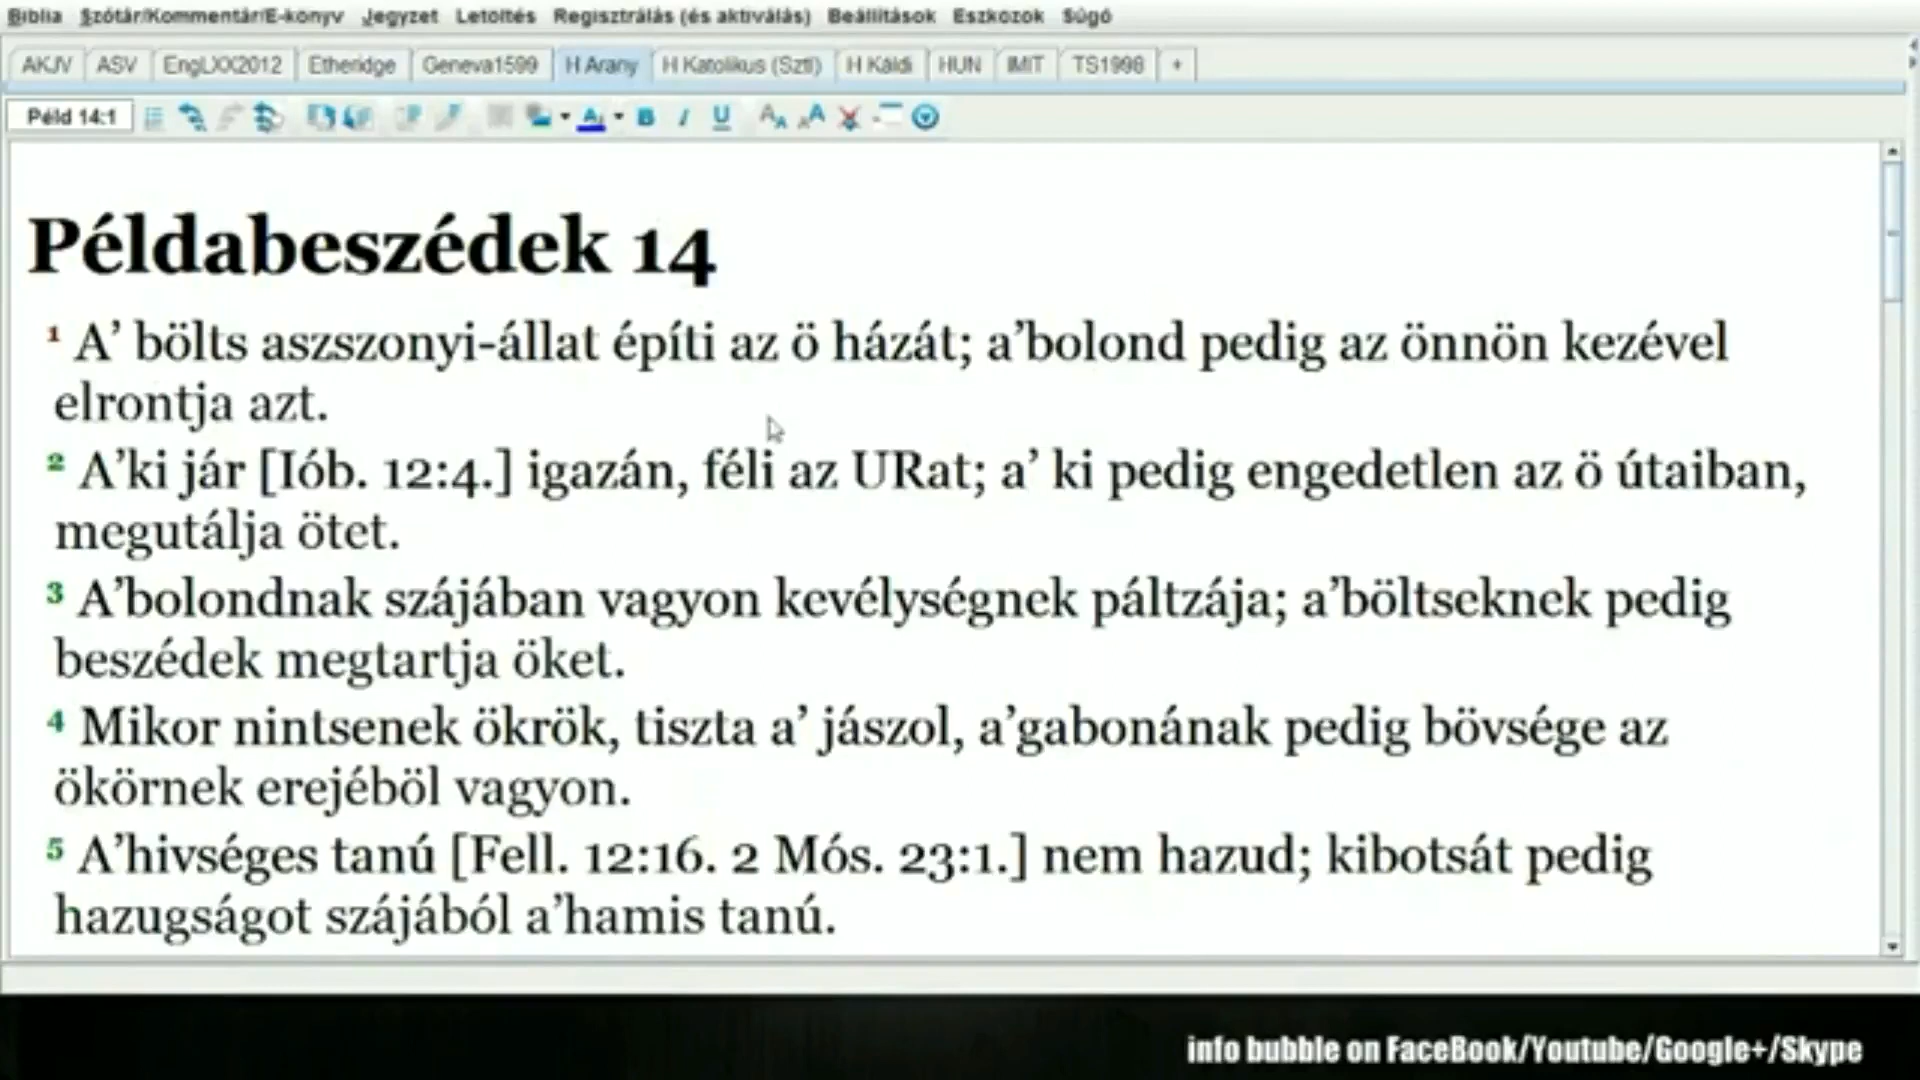 Biblia Szótár/Kommentár/E-könyv Jegyzet Letöltés Regisztrálás (és aktiválás) Beállítások Eszközök Súgó
AKJV ASV EngLXX2012 Etheridge Geneva1599 H Arany H Katolikus (SztI) H Káldi HUN IMIT TS1998 +
Péld 14:1 A B I U
Példabeszédek 14
1 A’ bölts aszszonyi-állat építi az ö házát; a’bolond pedig az önnön kezével
elrontja azt.
2 A’ki jár [Iób. 12:4.] igazán, féli az URat; a’ ki pedig engedetlen az ö útaiban,
megutálja ötet.
3 A’bolondnak szájában vagyon kevélységnek páltzája; a’böltseknek pedig
beszédek megtartja öket.
4 Mikor nintsenek ökrök, tiszta a’ jászol, a’gabonának pedig bövsége az
ökörnek erejéböl vagyon.
5 A’hivséges tanú [Fell. 12:16. 2 Mós. 23:1.] nem hazud; kibotsát pedig
hazugságot szájából a’hamis tanú.
info bubble on FaceBook/Youtube/Google+/Skype